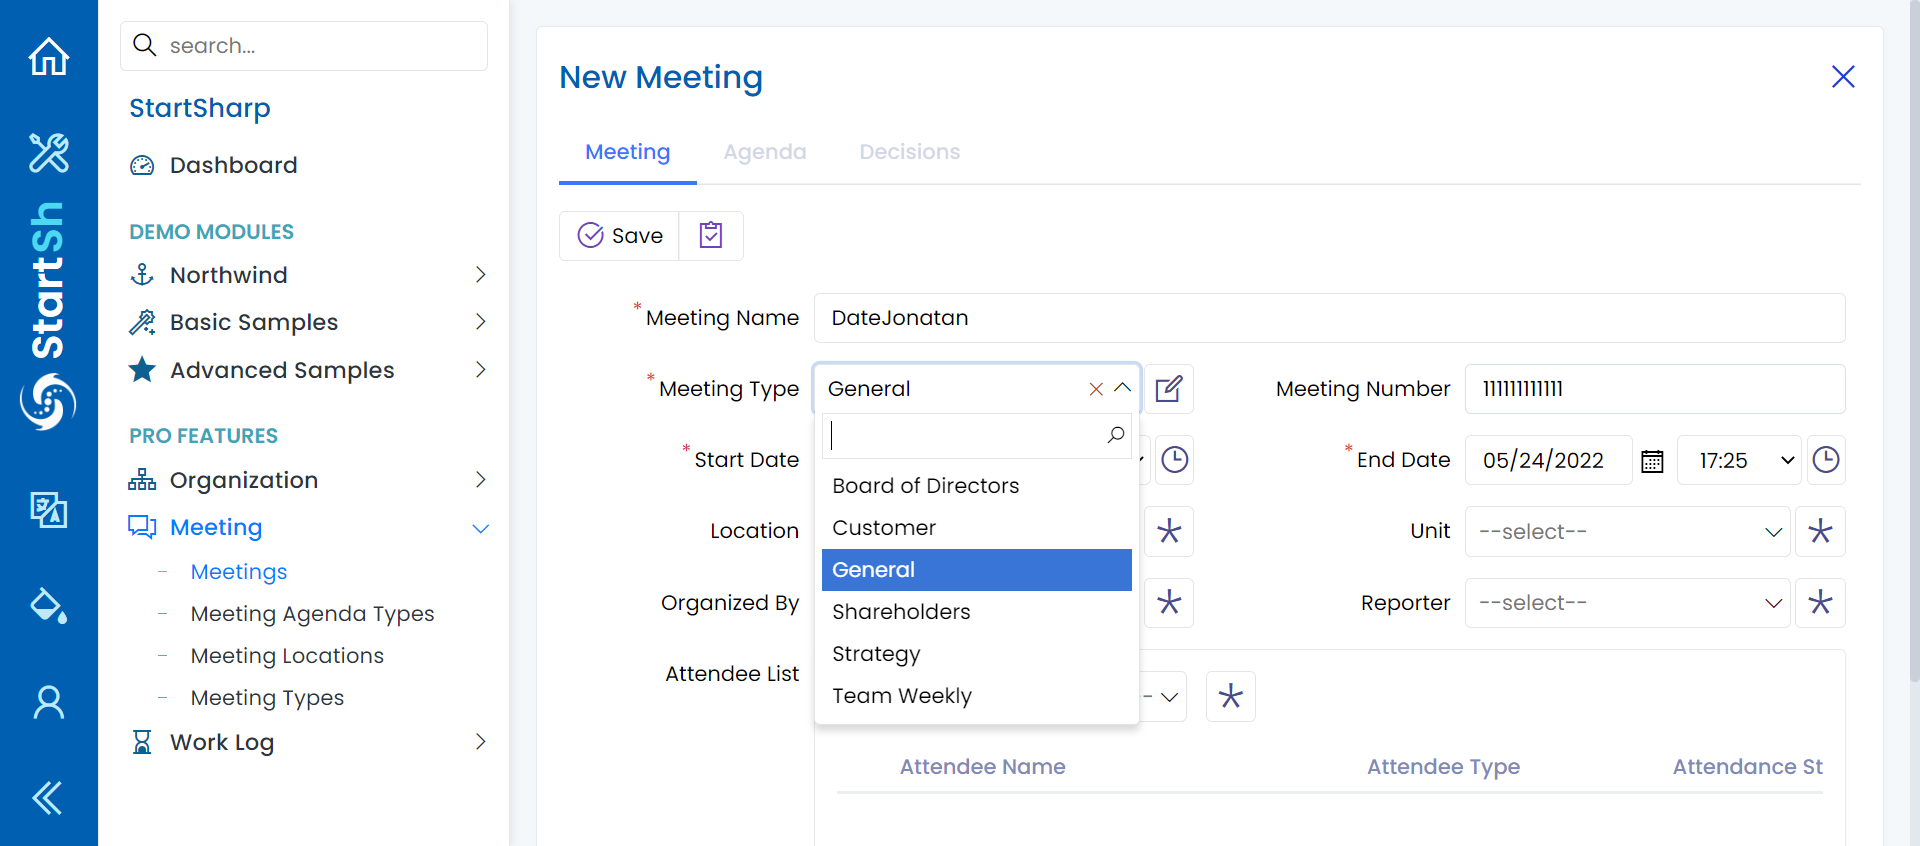 search...
StartSharp
Dashboard
DEMO MODULES
Northwind
Basic Samples
Advanced Samples
PRO FEATURES
Organization
Meeting
Meetings
Meeting Agenda Types
Meeting Locations
Meeting Types
Work Log
StartSh
New Meeting
Meeting Agenda Decisions
Save
* Meeting Name DateJonatan
* Meeting Type General
Meeting Number 1111111111111
* Start Date
* End Date 05/24/2022 17:25
Location
Unit --select--
Organized By
Reporter --select--
Attendee List
Board of Directors
Customer
General
Shareholders
Strategy
Team Weekly
Attendee Name Attendee Type Attendance St